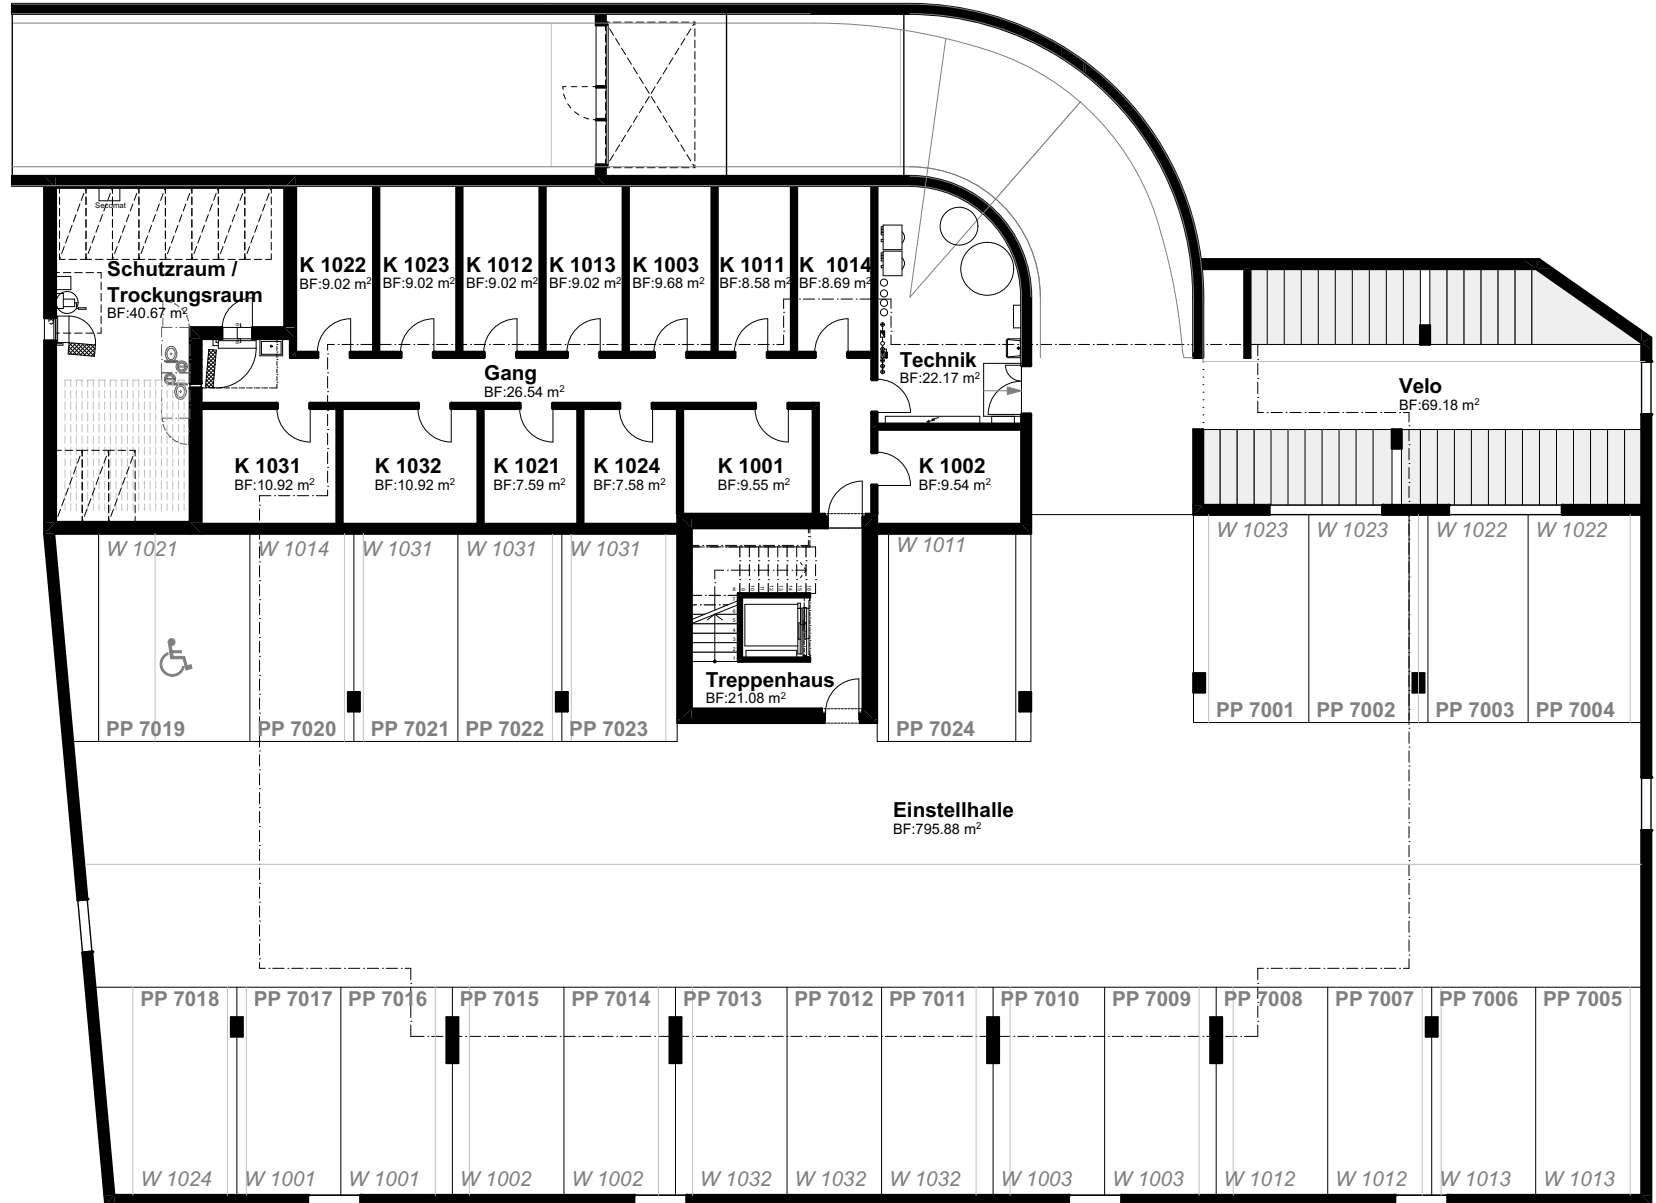 Secomat
Schutzraum /
Trockungsraum
BF:40.67 m²
K 1022
BF:9.02 m²
K 1023
BF:9.02 m²
K 1012
BF:9.02 m²
K 1013
BF:9.02 m²
K 1003
BF:9.68 m²
K 1011
BF:8.58 m²
K 1014
BF:8.69 m²
Gang
BF:26.54 m²
Technik
BF:22.17 m²
Velo
BF:69.18 m²
K 1031
BF:10.92 m²
K 1032
BF:10.92 m²
K 1021
BF:7.59 m²
K 1024
BF:7.58 m²
K 1001
BF:9.55 m²
K 1002
BF:9.54 m²
W 1021
W 1014
W 1031
W 1031
W 1031
W 1011
W 1023
W 1023
W 1022
W 1022
Treppenhaus
BF:21.08 m²
PP 7019
PP 7020
PP 7021
PP 7022
PP 7023
PP 7024
PP 7001
PP 7002
PP 7003
PP 7004
Einstellhalle
BF:795.88 m²
PP 7018
PP 7017
PP 7016
PP 7015
PP 7014
PP 7013
PP 7012
PP 7011
PP 7010
PP 7009
PP 7008
PP 7007
PP 7006
PP 7005
W 1024
W 1001
W 1001
W 1002
W 1002
W 1032
W 1032
W 1032
W 1003
W 1003
W 1012
W 1012
W 1013
W 1013